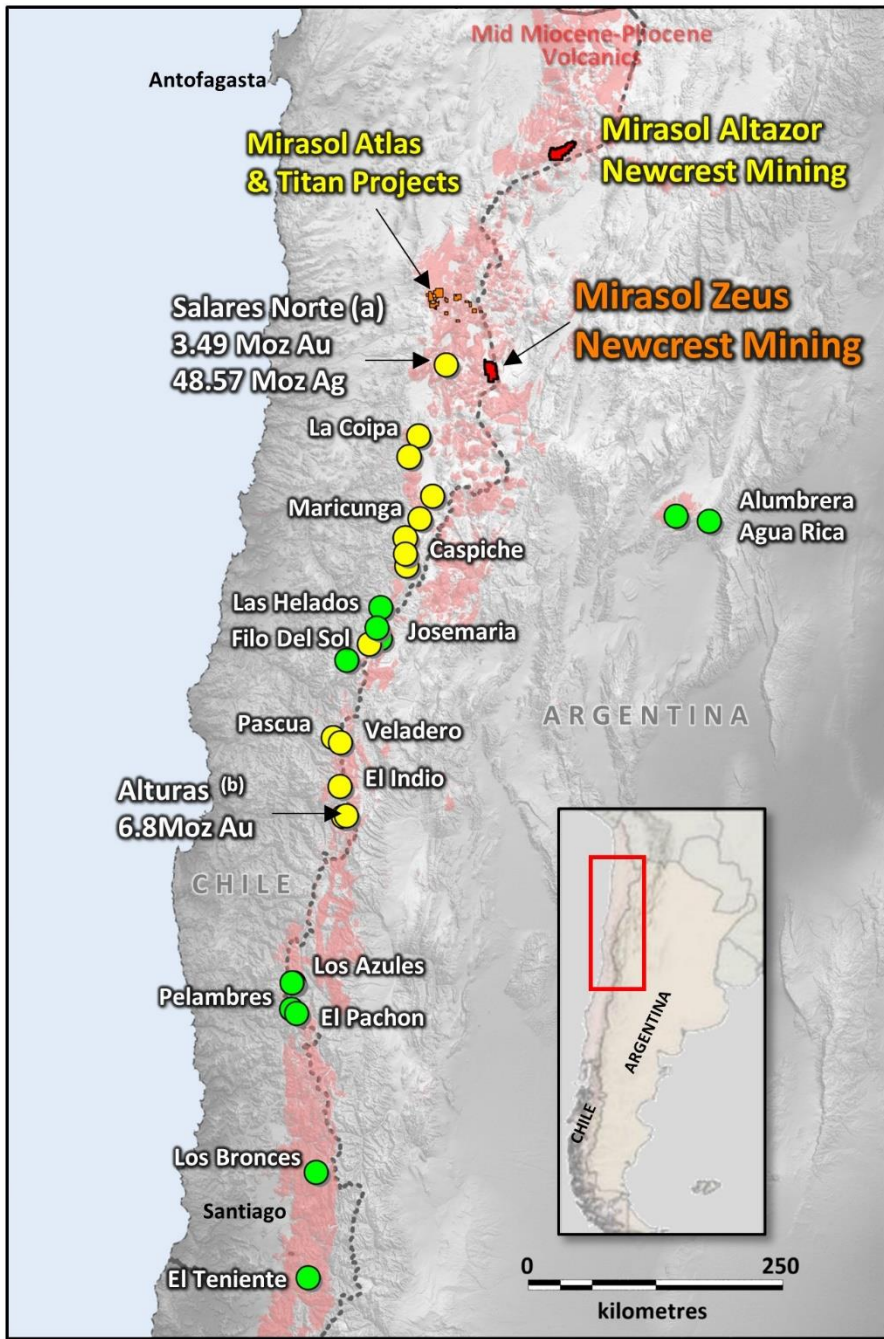 Mid Miocene-Pliocene
Volcanics
Antofagasta
Mirasol Atlas
& Titan Projects
Mirasol Altazor
Newcrest Mining
Salares Norte (a)
3.49 Moz Au
48.57 Moz Ag
Mirasol Zeus
Newcrest Mining
La Coipa
Maricunga
Caspiche
Alumbrera
Agua Rica
Las Helados
Filo Del Sol
Josemaria
ARGENTINA
Pascua
Veladero
El Indio
Alturas (b)
6.8Moz Au
CHILE
Los Azules
Pelambres
El Pachon
ARGENTINA
CHILE
Los Bronces
Santiago
El Teniente
0 250
kilometres